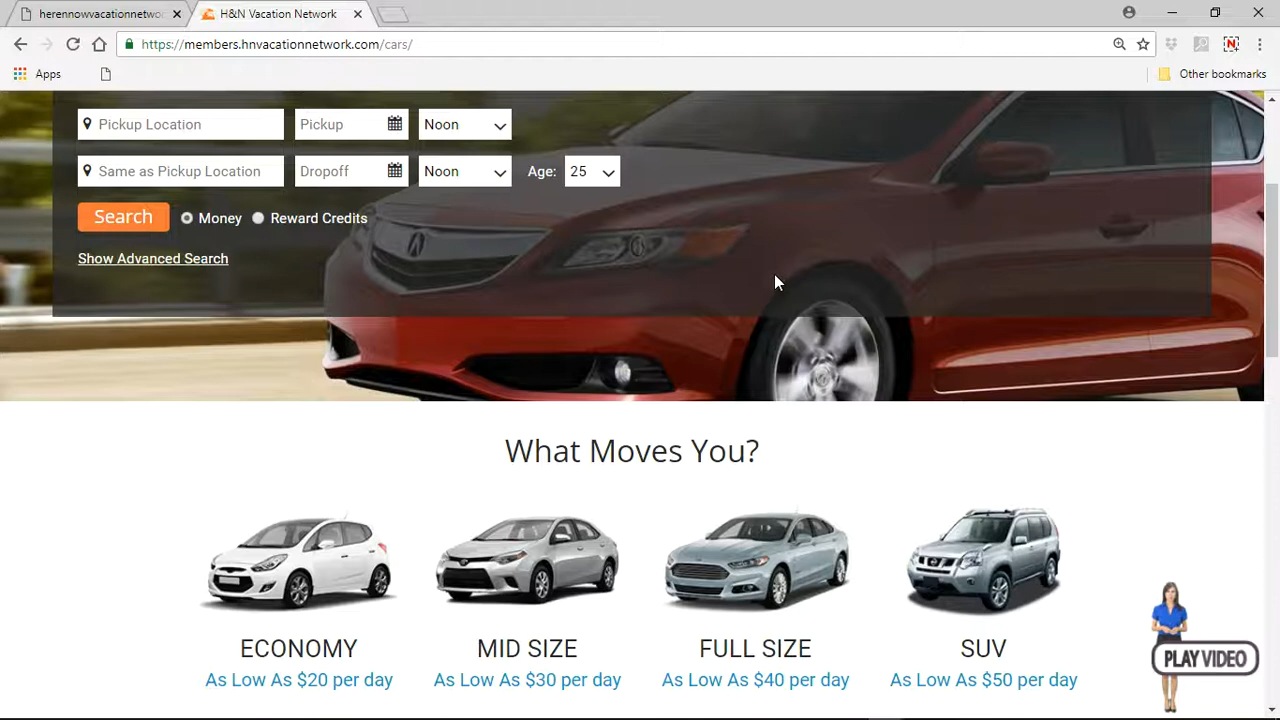 herennowvacationnetwo
H&N Vacation Network
https://members.hnvacationnetwork.com/cars/
Apps
Other bookmarks
Pickup Location
Pickup
Noon
Same as Pickup Location
Dropoff
Noon
Age:
25
Search
Money
Reward Credits
Show Advanced Search
What Moves You?
ECONOMY
MID SIZE
FULL SIZE
SUV
As Low As $20 per day
As Low As $30 per day
As Low As $40 per day
As Low As $50 per day
PLAY VIDEO